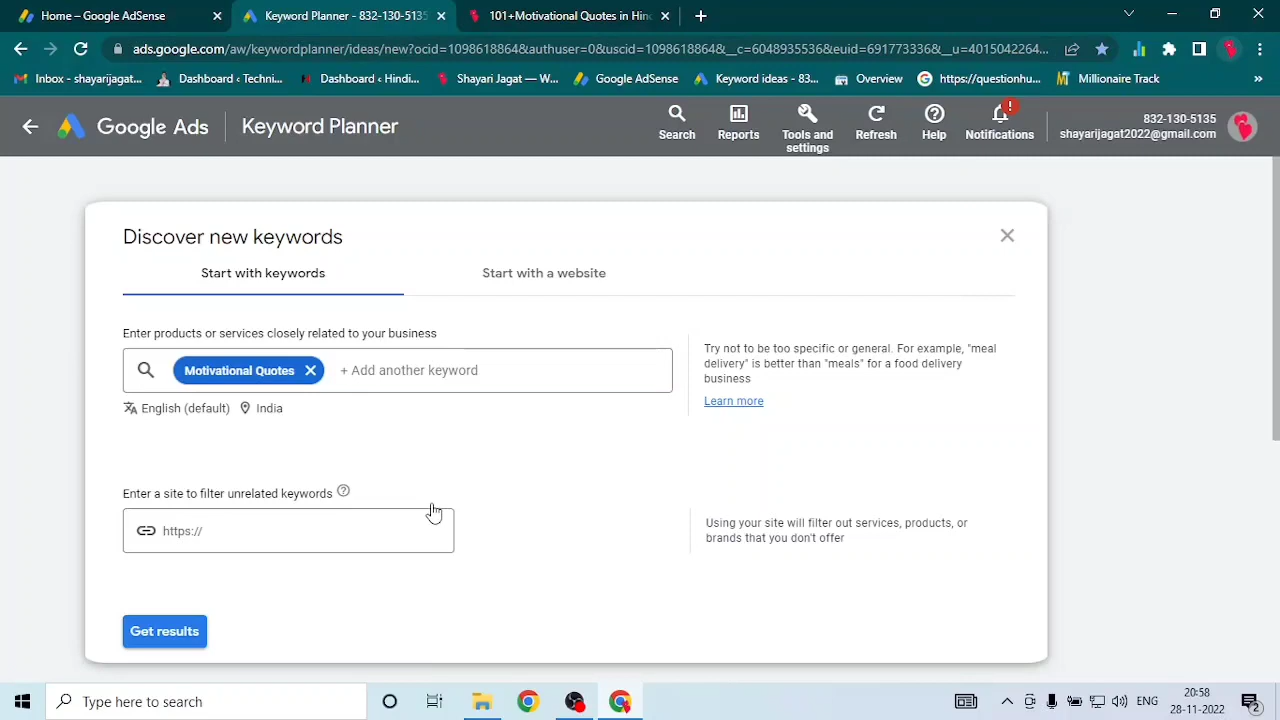 Home – Google AdSense
Keyword Planner - 832-130-5135
101+Motivational Quotes in Hin
ads.google.com/aw/keywordplanner/ideas/new?ocid=1098618864&authuser=0&uscid=1098618864&__c=6048935536&euid=6917733336&__u=4015042264...
Inbox - shayarijagat...
Dashboard ‹ Techni...
Dashboard ‹ Hindi...
Shayari Jagat — W...
Google AdSense
Keyword ideas - 83...
Overview
https://questionhu...
Millionaire Track
»
Google Ads
Keyword Planner
Search
Reports
Tools and
settings
Refresh
Help
!
Notifications
832-130-5135
shayarijagat2022@gmail.com
Discover new keywords
Start with keywords
Start with a website
Enter products or services closely related to your business
Motivational Quotes
+ Add another keyword
English (default)
India
Try not to be too specific or general. For example, "meal
delivery" is better than "meals" for a food delivery
business
Learn more
Enter a site to filter unrelated keywords
https://
Using your site will filter out services, products, or
brands that you don't offer
Get results
Type here to search
ENG
20:58
28-11-2022
2